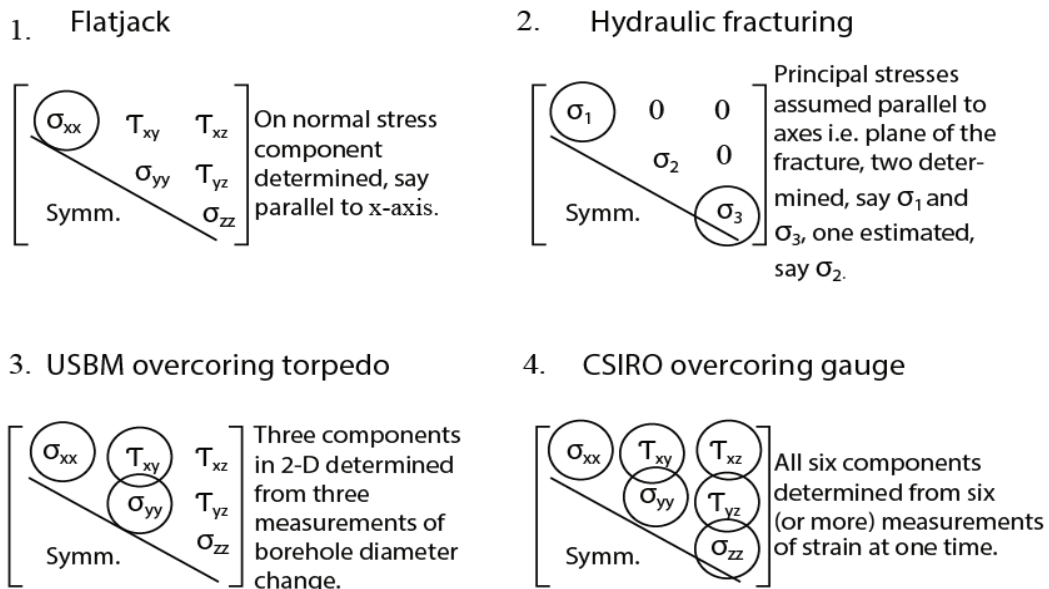 1. Flatjack
σxx τxy τxz
σyy τyz
Symm. σzz
On normal stress
component
determined, say
parallel to x-axis.
2. Hydraulic fracturing
σ1 0 0
σ2 0
Symm. σ3
Principal stresses
assumed parallel to
axes i.e. plane of the
fracture, two deter-
mined, say σ1 and
σ3, one estimated,
say σ2.
3. USBM overcoring torpedo
σxx τxy τxz
σyy τyz
Symm. σzz
Three components
in 2-D determined
from three
measurements of
borehole diameter
change.
4. CSIRO overcoring gauge
σxx τxy τxz
σyy τyz
Symm. σzz
All six components
determined from six
(or more) measurements
of strain at one time.